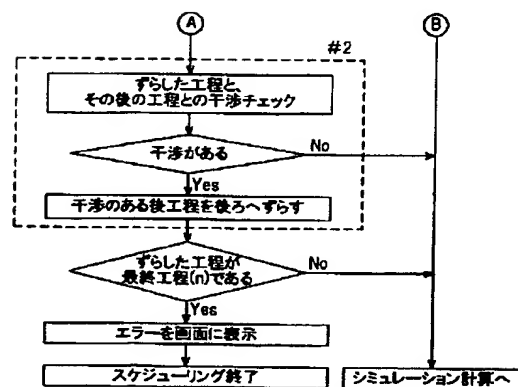 A
B
#2
ずらした工程と、
その後の工程との干渉チェック
干渉がある
No
Yes
干渉のある後工程を後ろへずらす
ずらした工程が
最終工程(n)である
No
Yes
エラーを画面に表示
スケジューリング終了
シミュレーション計算へ